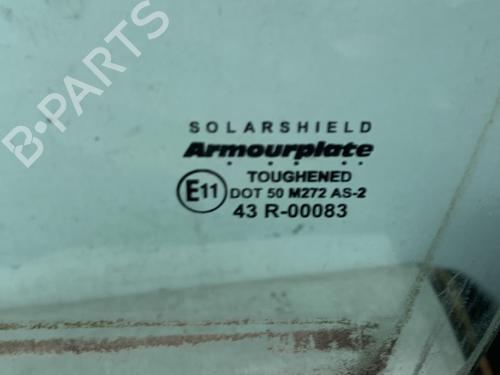 B-PARTS
SOLARSHIELD
Armourplate
TOUGHENED
E11 DOT 50 M272 AS-2
43 R-00083